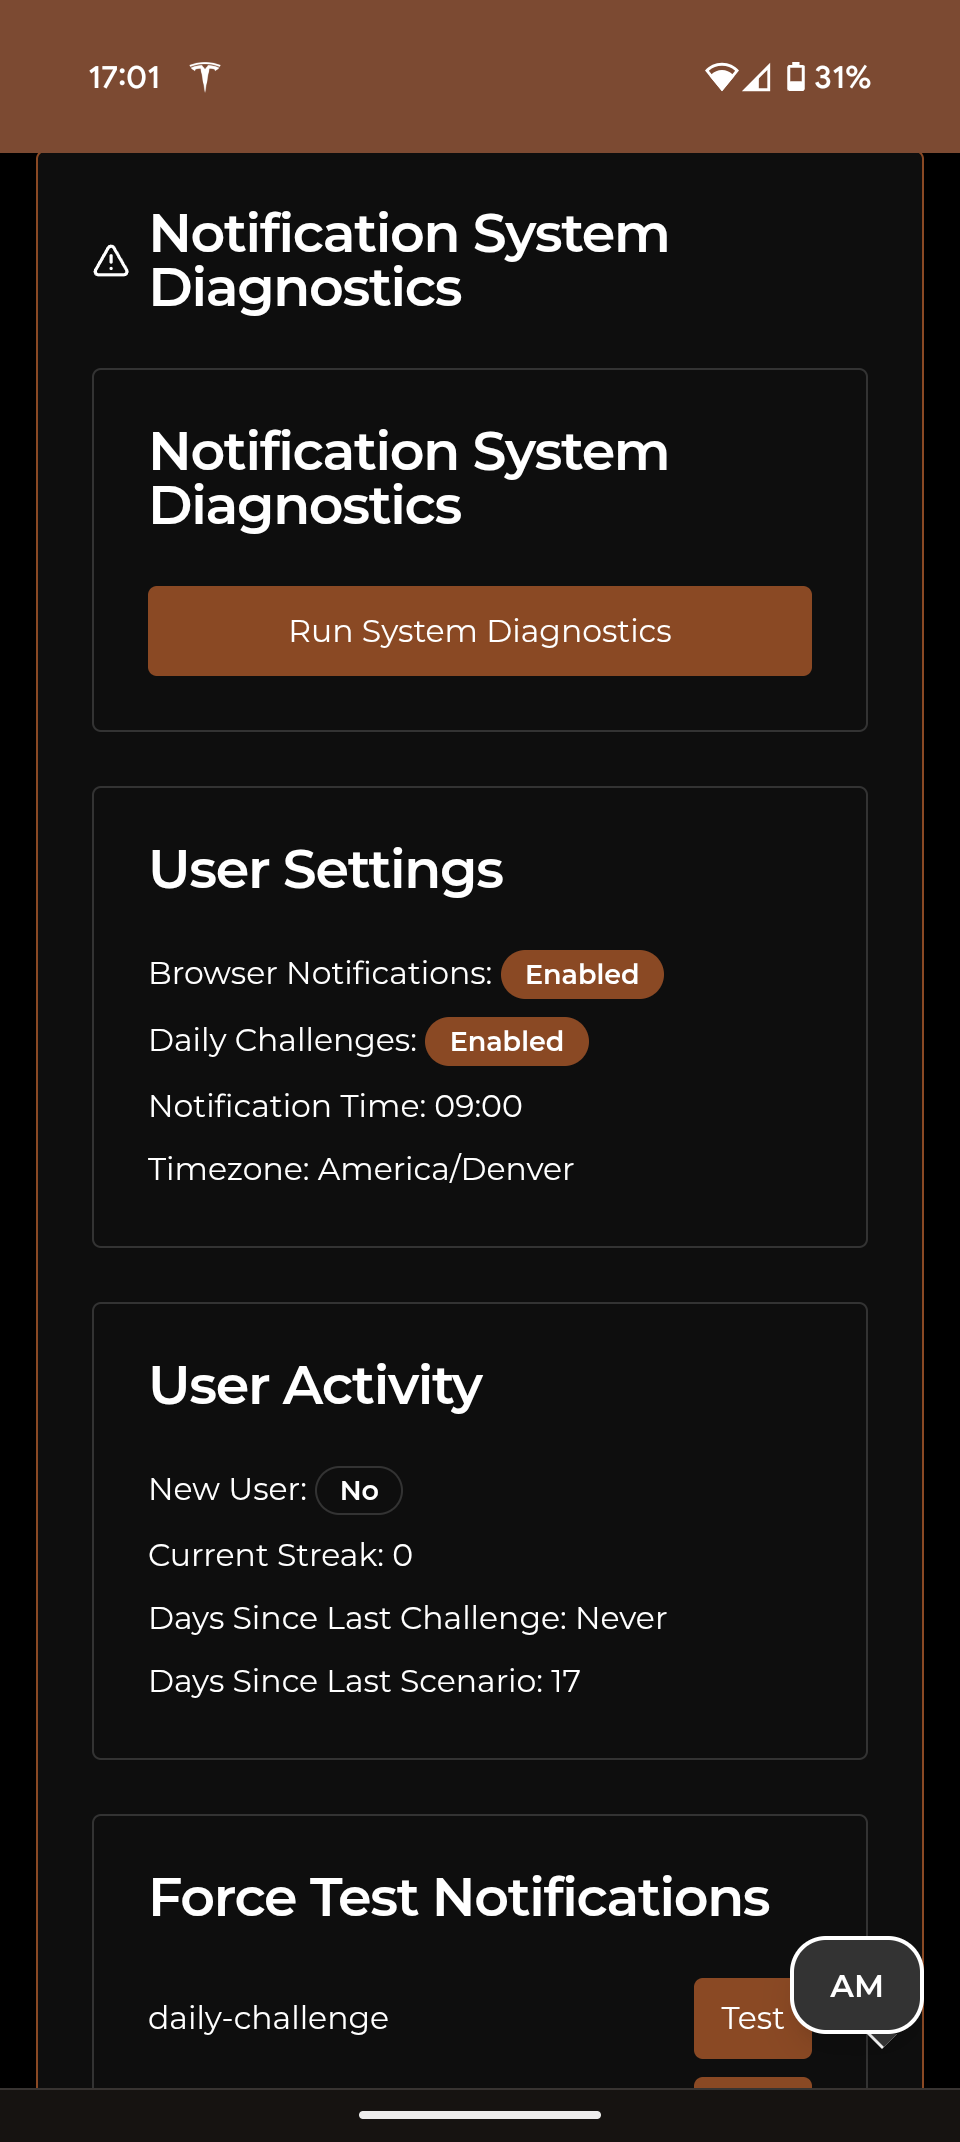 17:01
31%
Notification System
Diagnostics
Notification System
Diagnostics
Run System Diagnostics
User Settings
Browser Notifications: Enabled
Daily Challenges: Enabled
Notification Time: 09:00
Timezone: America/Denver
User Activity
New User: No
Current Streak: 0
Days Since Last Challenge: Never
Days Since Last Scenario: 17
Force Test Notifications
AM
daily-challenge Test